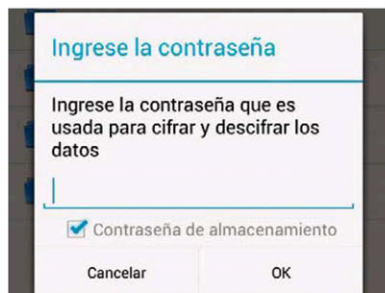 Ingrese la contraseña
Ingrese la contraseña que es
usada para cifrar y descifrar los
datos
Contraseña de almacenamiento
Cancelar
OK